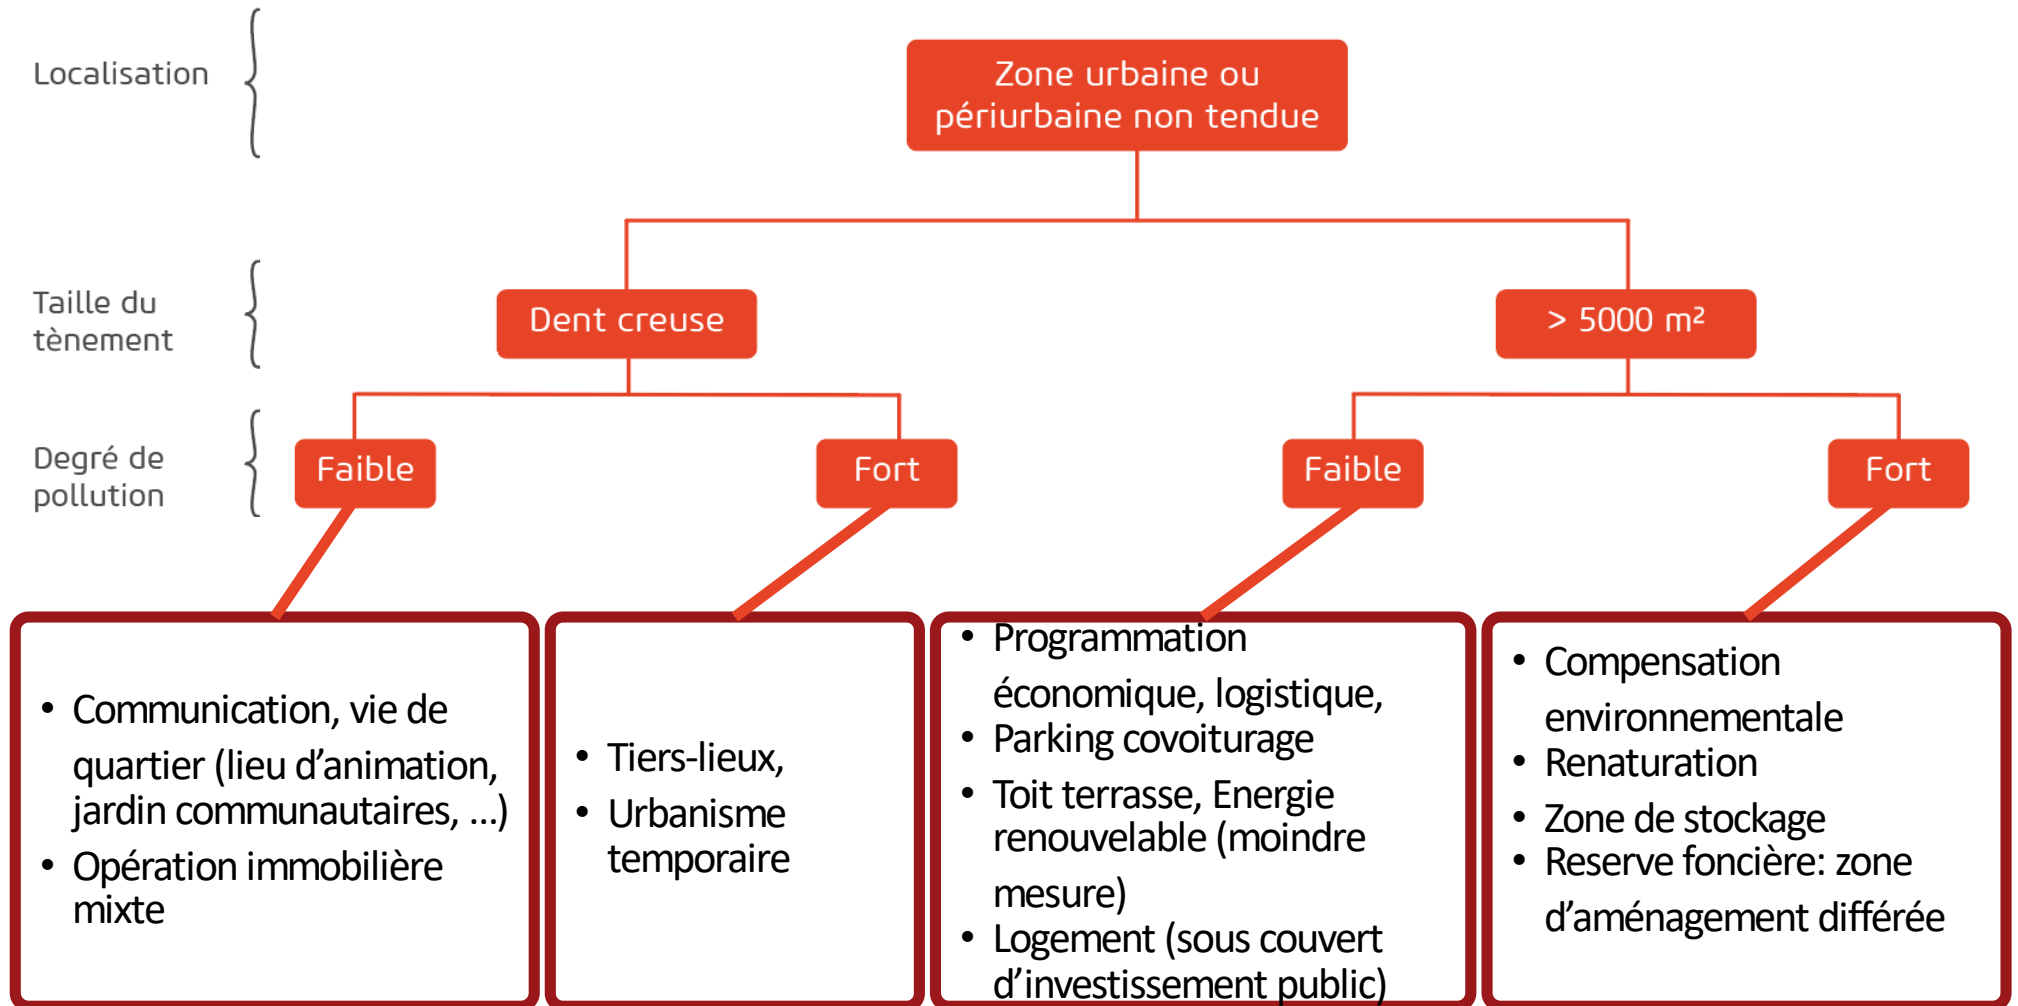 Localisation
Zone urbaine ou
périurbaine non tendue
Taille du
tènement
Dent creuse
> 5000 m²
Degré de
pollution
Faible
Fort
Faible
Fort
• Communication, vie de
quartier (lieu d’animation,
jardin communautaires, ...)
• Opération immobilière
mixte
• Tiers-lieux,
• Urbanisme
temporaire
• Programmation
économique, logistique,
• Parking covoiturage
• Toit terrasse, Energie
renouvelable (moindre
mesure)
• Logement (sous couvert
d’investissement public)
• Compensation
environnementale
• Renaturation
• Zone de stockage
• Reserve foncière: zone
d’aménagement différée